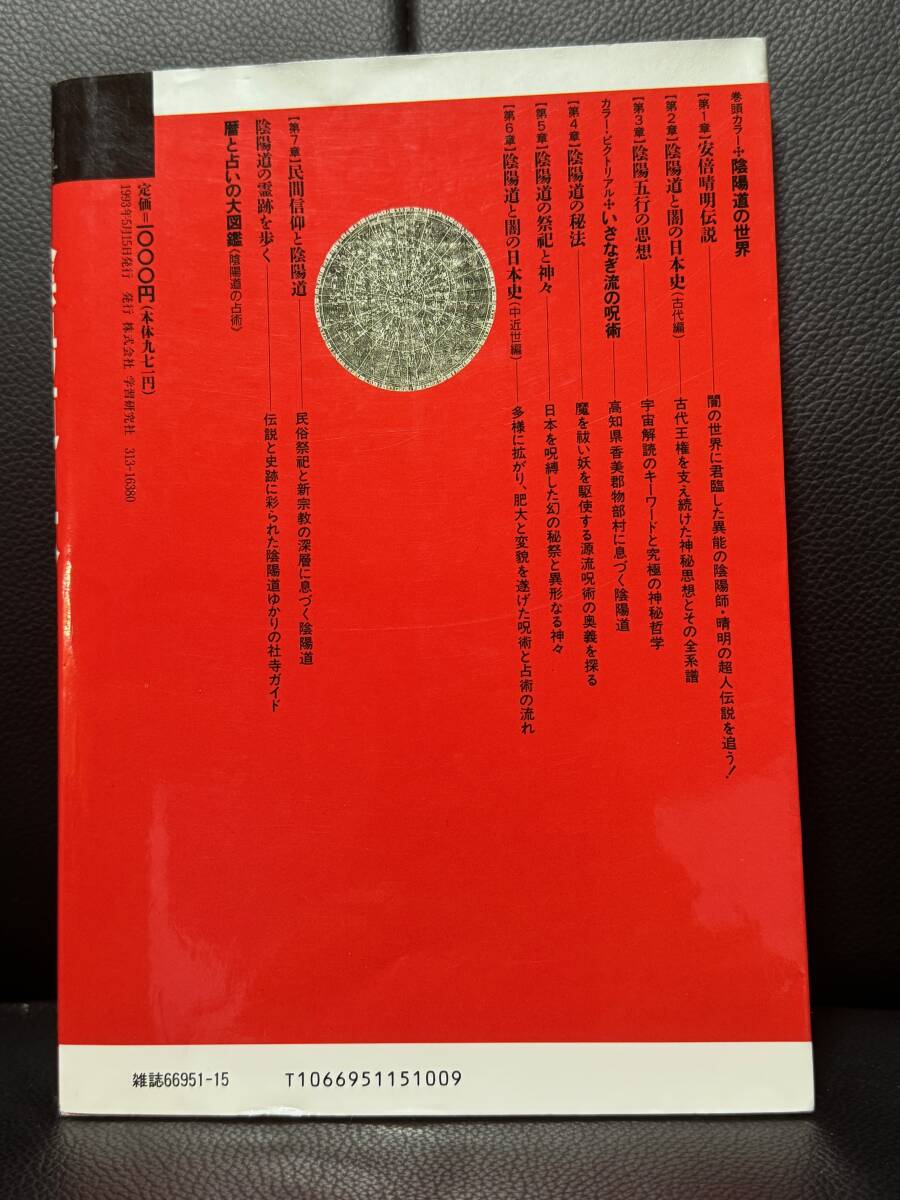 巻頭カラー✢陰陽道の世界
【第1章】安倍晴明伝説――闇の世界に君臨した異能の陰陽師・晴明の超人伝説を追う!
【第2章】陰陽道と闇の日本史(古代編)――古代王権を支え続けた神秘思想とその全系譜
【第3章】陰陽五行の思想――宇宙解読のキーワードと究極の神秘哲学
カラー・ピクトリアル✢いざなぎ流の呪術――高知県香美郡物部村に息づく陰陽道
【第4章】陰陽道の秘法――魔を祓い妖を駆使する源流呪術の奥義を探る
【第5章】陰陽道の祭祀と神々――日本を呪縛した幻の秘祭と異形なる神々
【第6章】陰陽道と闇の日本史(中近世編)――多様に拡がり、肥大と変貌を遂げた呪術と占術の流れ
【第7章】民間信仰と陰陽道――民俗祭祀と新宗教の深層に息づく陰陽道
陰陽道の霊跡を歩く――伝説と史跡に彩られた陰陽道ゆかりの社寺ガイド
暦と占いの大図鑑(陰陽道の占術)
定価=1000円(本体九七一円)
1993年5月15日発行 発行 株式会社 学習研究社 313-16380
雑誌66951-15 T1066951151009